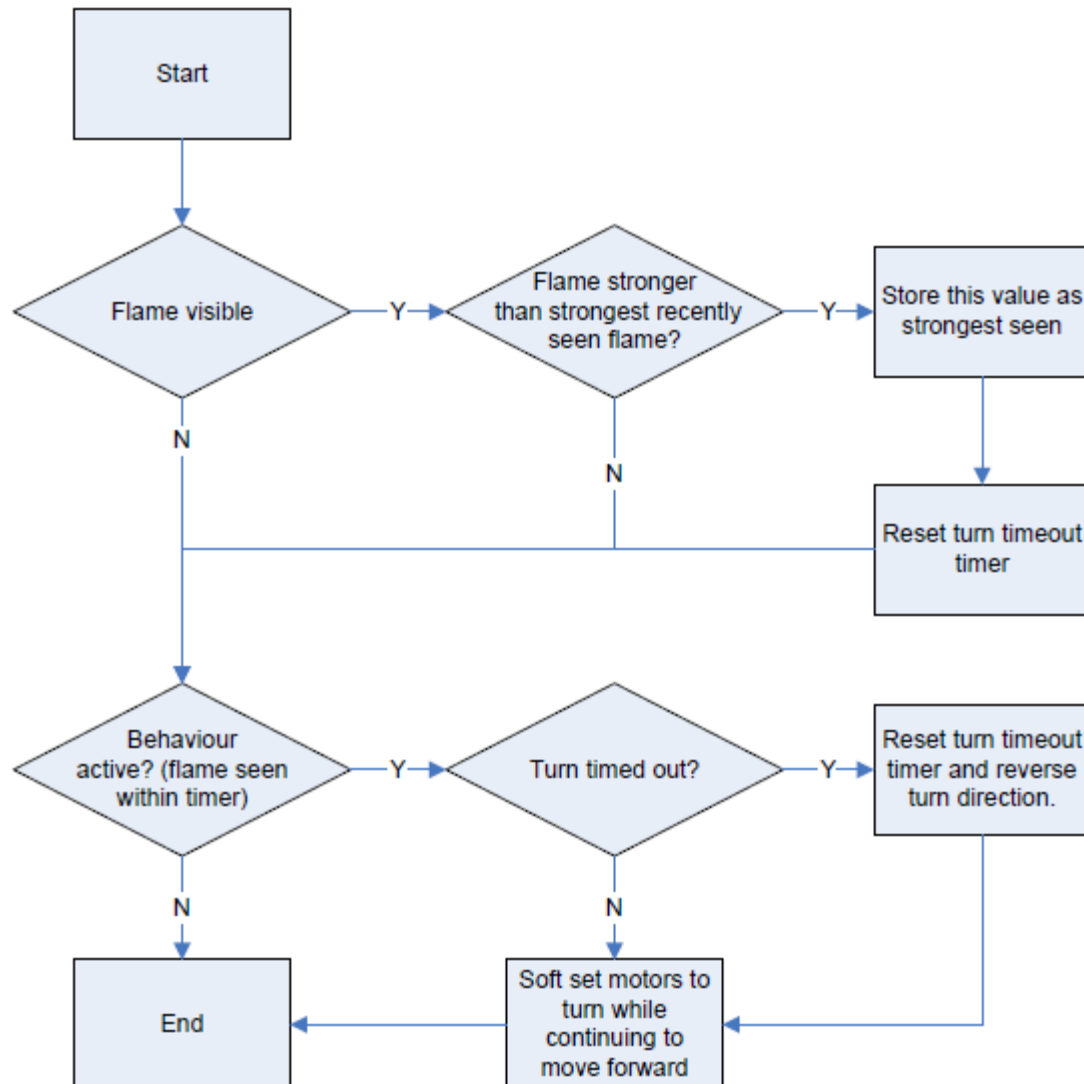 Start
Flame visible
Y
Flame stronger
than strongest recently
seen flame?
Y
Store this value as
strongest seen
N
N
Reset turn timeout
timer
Behaviour
active? (flame seen
within timer)
Y
Turn timed out?
Y
Reset turn timeout
timer and reverse
turn direction.
N
N
End
Soft set motors to
turn while
continuing to
move forward